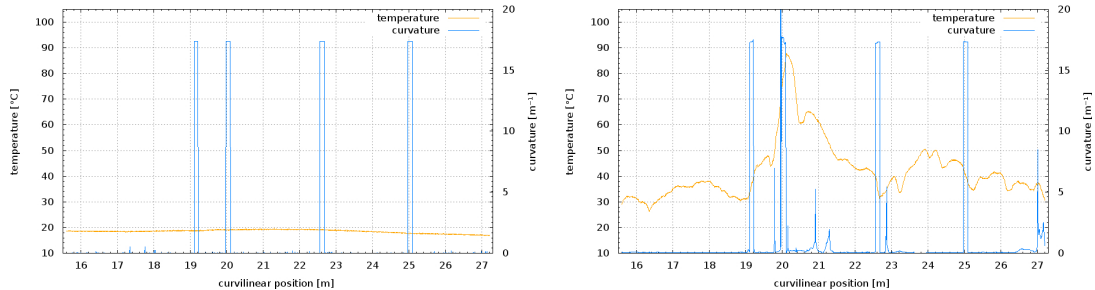 temperature
curvature
100
90
80
70
60
50
40
30
20
10
temperature [°C]
20
15
10
5
0
curvature [m⁻¹]
16 17 18 19 20 21 22 23 24 25 26 27
curvilinear position [m]
temperature
curvature
100
90
80
70
60
50
40
30
20
10
temperature [°C]
20
15
10
5
0
curvature [m⁻¹]
16 17 18 19 20 21 22 23 24 25 26 27
curvilinear position [m]